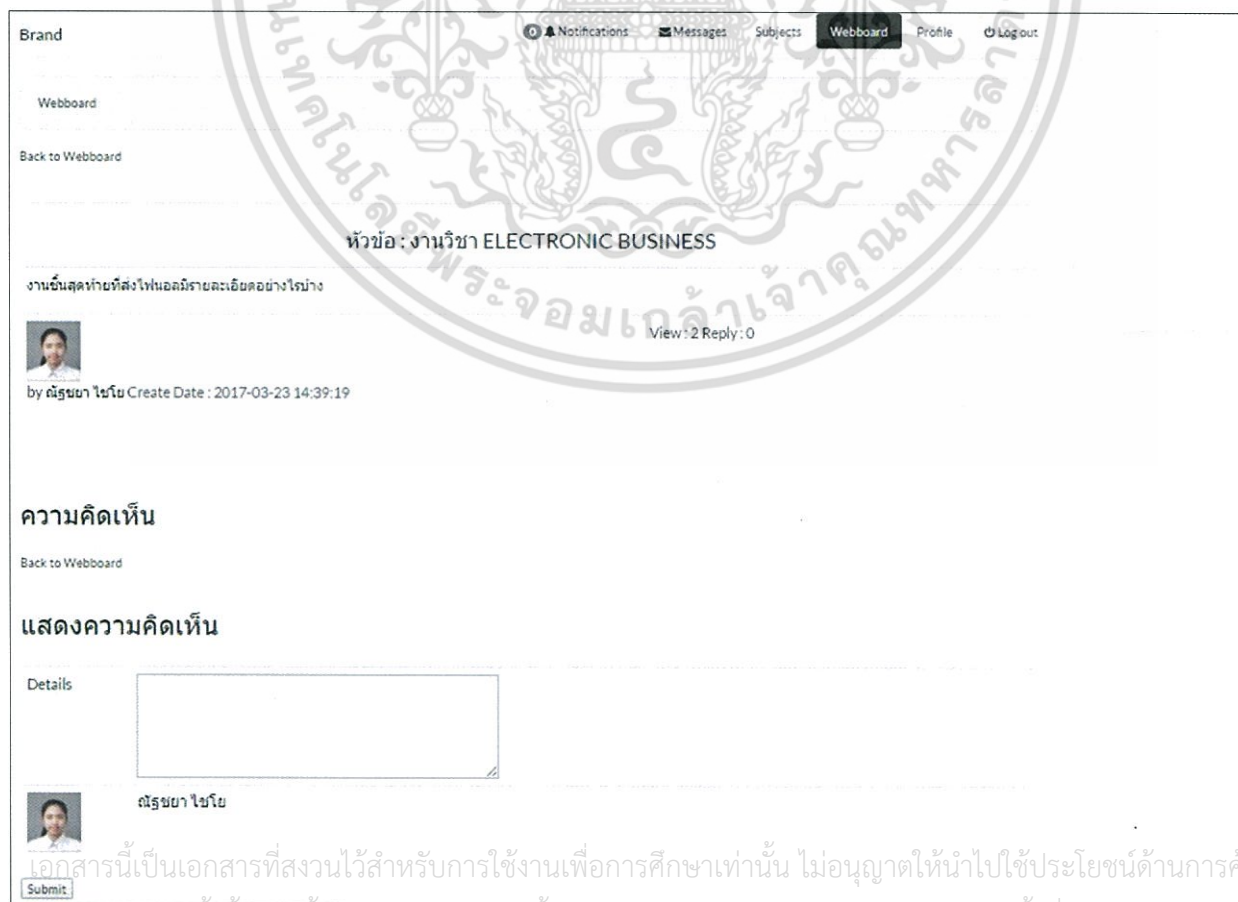 Brand
0 Notifications Messages Subjects Webboard Profile Log out
Webboard
Back to Webboard
หัวข้อ : งานวิชา ELECTRONIC BUSINESS
งานชิ้นสุดท้ายที่ส่งไฟนอลมีรายละเอียดอย่างไรบ้าง
View : 2 Reply : 0
by ณัฐชยา ไชโย Create Date : 2017-03-23 14:39:19
ความคิดเห็น
Back to Webboard
แสดงความคิดเห็น
Details
ณัฐชยา ไชโย
เอกสารนี้เป็นเอกสารที่สงวนไว้สำหรับการใช้งานเพื่อการศึกษาเท่านั้น ไม่อนุญาตให้นำไปใช้ประโยชน์ด้านการค้
Submit